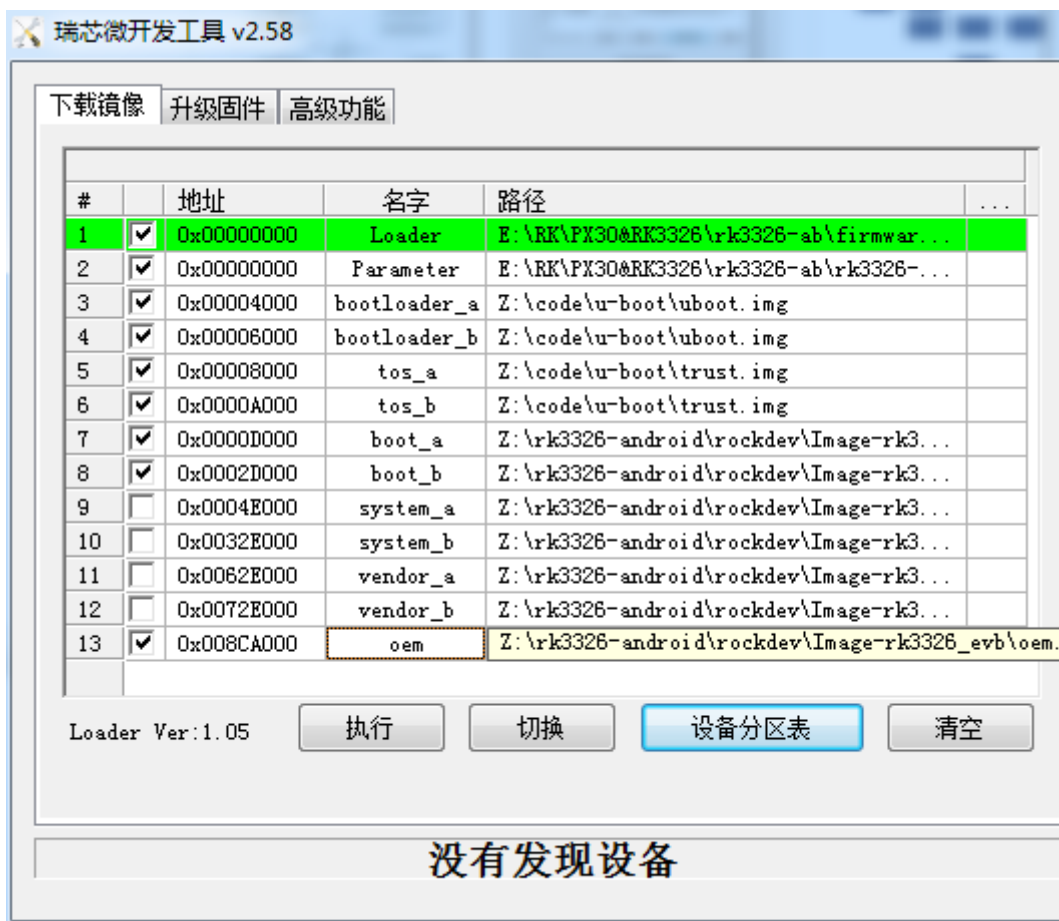 瑞芯微开发工具 v2.58
下载镜像 升级固件 高级功能
# 地址 名字 路径 ...
1 0x00000000 Loader E:\RK\PX30&RK3326\rk3326-ab\firmwar...
2 0x00000000 Parameter E:\RK\PX30&RK3326\rk3326-ab\rk3326-...
3 0x00004000 bootloader_a Z:\code\u-boot\uboot.img
4 0x00006000 bootloader_b Z:\code\u-boot\uboot.img
5 0x00008000 tos_a Z:\code\u-boot\trust.img
6 0x0000A000 tos_b Z:\code\u-boot\trust.img
7 0x0000D000 boot_a Z:\rk3326-android\rockdev\Image-rk3...
8 0x0002D000 boot_b Z:\rk3326-android\rockdev\Image-rk3...
9 0x0004E000 system_a Z:\rk3326-android\rockdev\Image-rk3...
10 0x0032E000 system_b Z:\rk3326-android\rockdev\Image-rk3...
11 0x0062E000 vendor_a Z:\rk3326-android\rockdev\Image-rk3...
12 0x0072E000 vendor_b Z:\rk3326-android\rockdev\Image-rk3...
13 0x008CA000 oem Z:\rk3326-android\rockdev\Image-rk3326_evb\oem.
Loader Ver:1.05 执行 切换 设备分区表 清空
没有发现设备